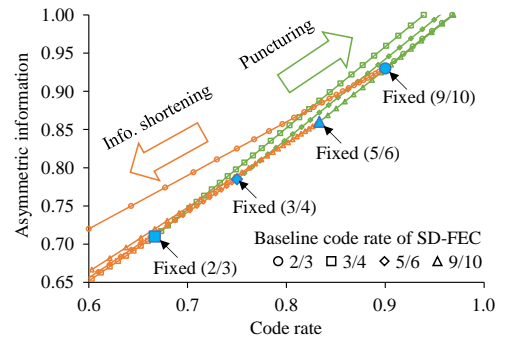 1.00
0.95
0.90
0.85
0.80
0.75
0.70
0.65
Asymmetric information
Puncturing
Info. shortening
Fixed (9/10)
Fixed (5/6)
Fixed (3/4)
Fixed (2/3)
Baseline code rate of SD-FEC
2/3 3/4 5/6 9/10
0.6 0.7 0.8 0.9 1.0
Code rate